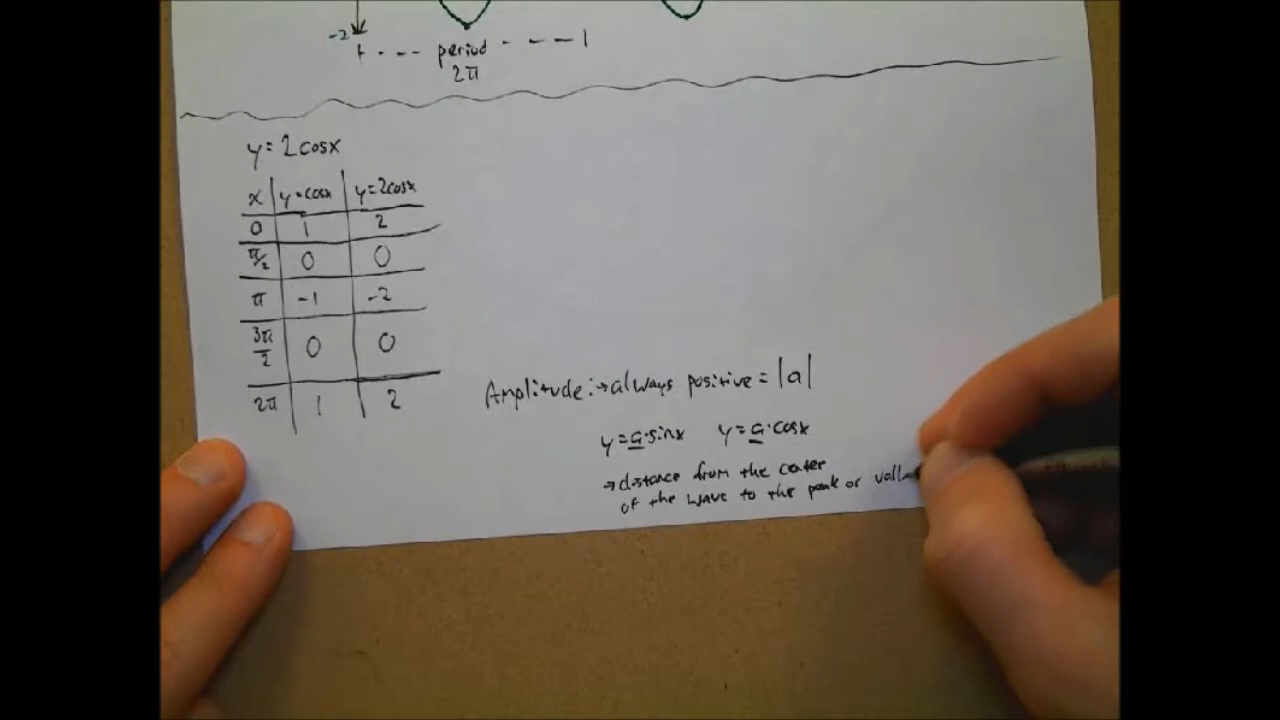 -2
period
2π
1
y=2cosx
x y=cosx y=2cosx
0 1 2
π/2 0 0
π -1 -2
3π/2 0 0
2π 1 2
Amplitude:→always positive=|a|
y=a·sinx y=a·cosx
→distance from the center
of the wave to the peak or